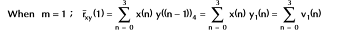 When m = 1 ; r̄xy(1) = 3∑n = 0 x(n) y((n − 1))4 = 3∑n = 0 x(n) y1(n) = 3∑n = 0 v1(n)